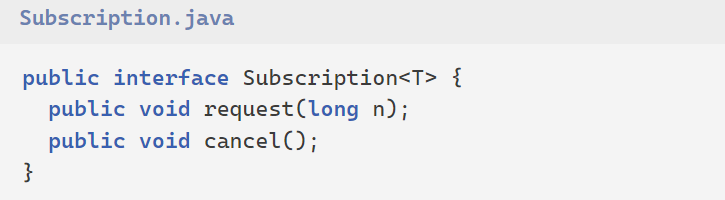 Subscription.java
public interface Subscription<T> {
  public void request(long n);
  public void cancel();
}